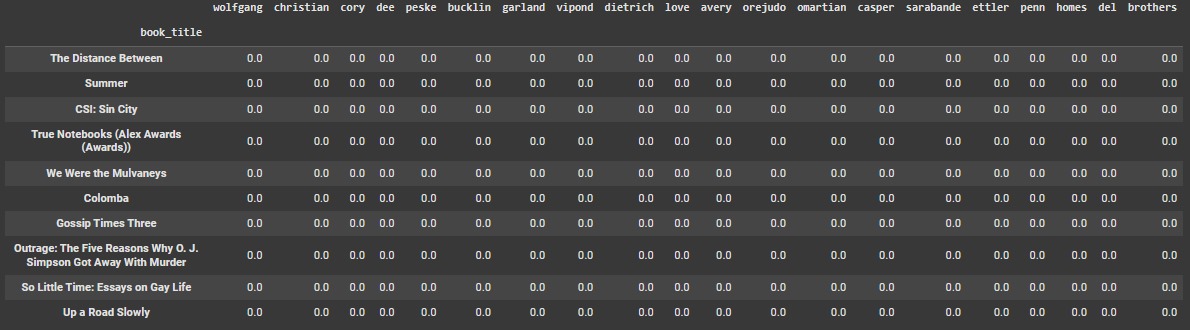 wolfgang christian cory dee peske bucklin garland vipond dietrich love avery orejudo omartian casper sarabande ettler penn homes del brothers
book_title
The Distance Between 0.0 0.0 0.0 0.0 0.0 0.0 0.0 0.0 0.0 0.0 0.0 0.0 0.0 0.0 0.0 0.0 0.0 0.0 0.0 0.0
Summer 0.0 0.0 0.0 0.0 0.0 0.0 0.0 0.0 0.0 0.0 0.0 0.0 0.0 0.0 0.0 0.0 0.0 0.0 0.0 0.0
CSI: Sin City 0.0 0.0 0.0 0.0 0.0 0.0 0.0 0.0 0.0 0.0 0.0 0.0 0.0 0.0 0.0 0.0 0.0 0.0 0.0 0.0
True Notebooks (Alex Awards
(Awards)) 0.0 0.0 0.0 0.0 0.0 0.0 0.0 0.0 0.0 0.0 0.0 0.0 0.0 0.0 0.0 0.0 0.0 0.0 0.0 0.0
We Were the Mulvaneys 0.0 0.0 0.0 0.0 0.0 0.0 0.0 0.0 0.0 0.0 0.0 0.0 0.0 0.0 0.0 0.0 0.0 0.0 0.0 0.0
Colomba 0.0 0.0 0.0 0.0 0.0 0.0 0.0 0.0 0.0 0.0 0.0 0.0 0.0 0.0 0.0 0.0 0.0 0.0 0.0 0.0
Gossip Times Three 0.0 0.0 0.0 0.0 0.0 0.0 0.0 0.0 0.0 0.0 0.0 0.0 0.0 0.0 0.0 0.0 0.0 0.0 0.0 0.0
Outrage: The Five Reasons Why O. J.
Simpson Got Away With Murder 0.0 0.0 0.0 0.0 0.0 0.0 0.0 0.0 0.0 0.0 0.0 0.0 0.0 0.0 0.0 0.0 0.0 0.0 0.0 0.0
So Little Time: Essays on Gay Life 0.0 0.0 0.0 0.0 0.0 0.0 0.0 0.0 0.0 0.0 0.0 0.0 0.0 0.0 0.0 0.0 0.0 0.0 0.0 0.0
Up a Road Slowly 0.0 0.0 0.0 0.0 0.0 0.0 0.0 0.0 0.0 0.0 0.0 0.0 0.0 0.0 0.0 0.0 0.0 0.0 0.0 0.0